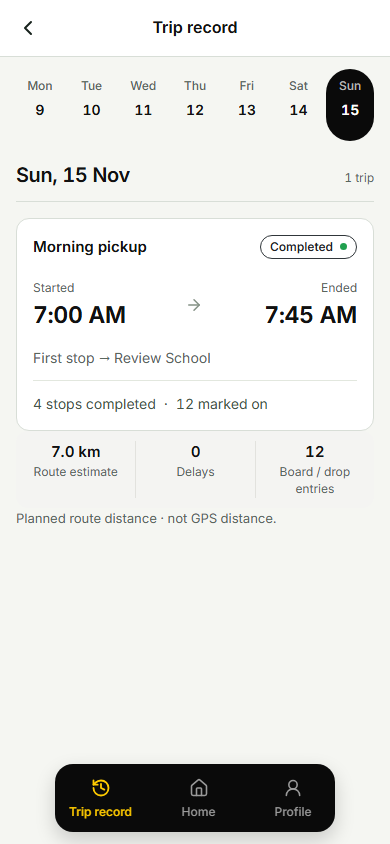 Trip record
Mon Tue Wed Thu Fri Sat Sun
9 10 11 12 13 14 15
Sun, 15 Nov 1 trip
Morning pickup Completed
Started Ended
7:00 AM → 7:45 AM
First stop → Review School
4 stops completed · 12 marked on
7.0 km 0 12
Route estimate Delays Board / drop
entries
Planned route distance · not GPS distance.
Trip record Home Profile